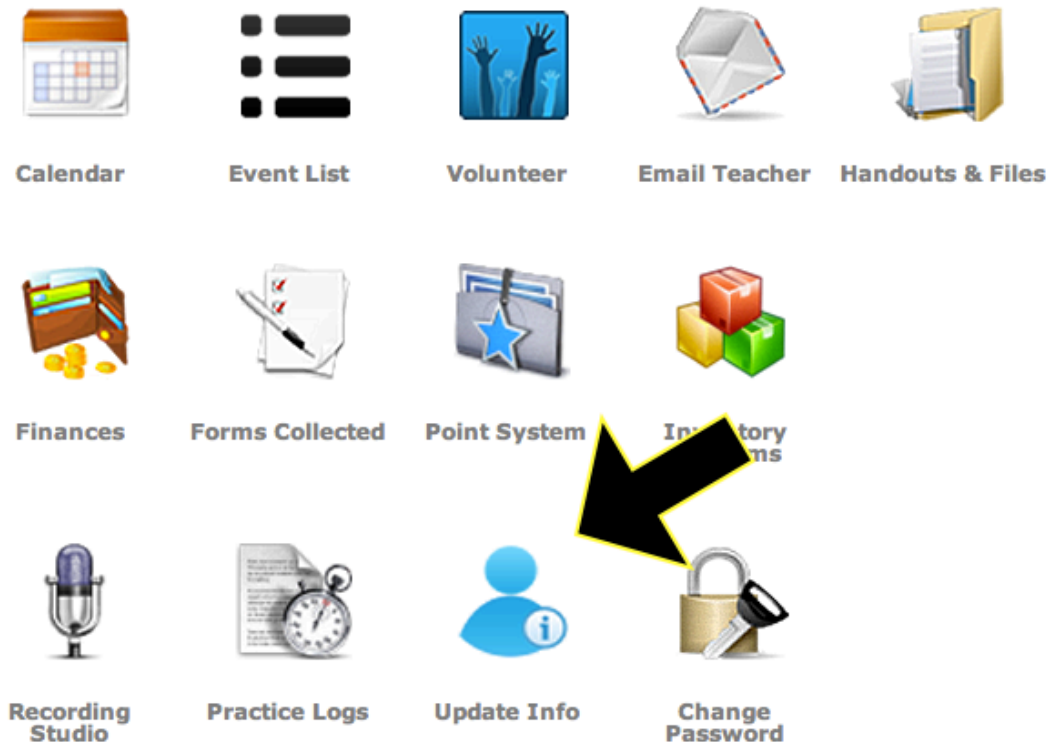 Calendar
Event List
Volunteer
Email Teacher
Handouts & Files
Finances
Forms Collected
Point System
Recording
Studio
Practice Logs
Update Info
Change
Password